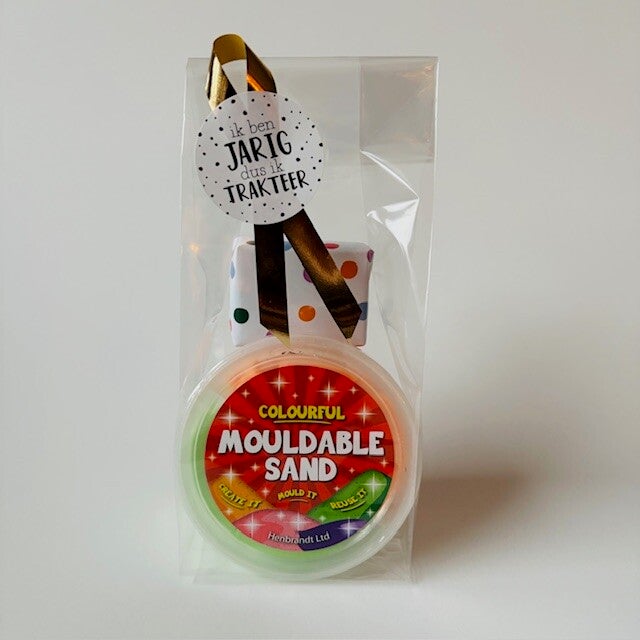 ik ben
JARIG
dus ik
TRAKTEER
COLOURFUL
MOULDABLE
SAND
CREATE IT
MOULD IT
REUSE IT
Henbrandt Ltd